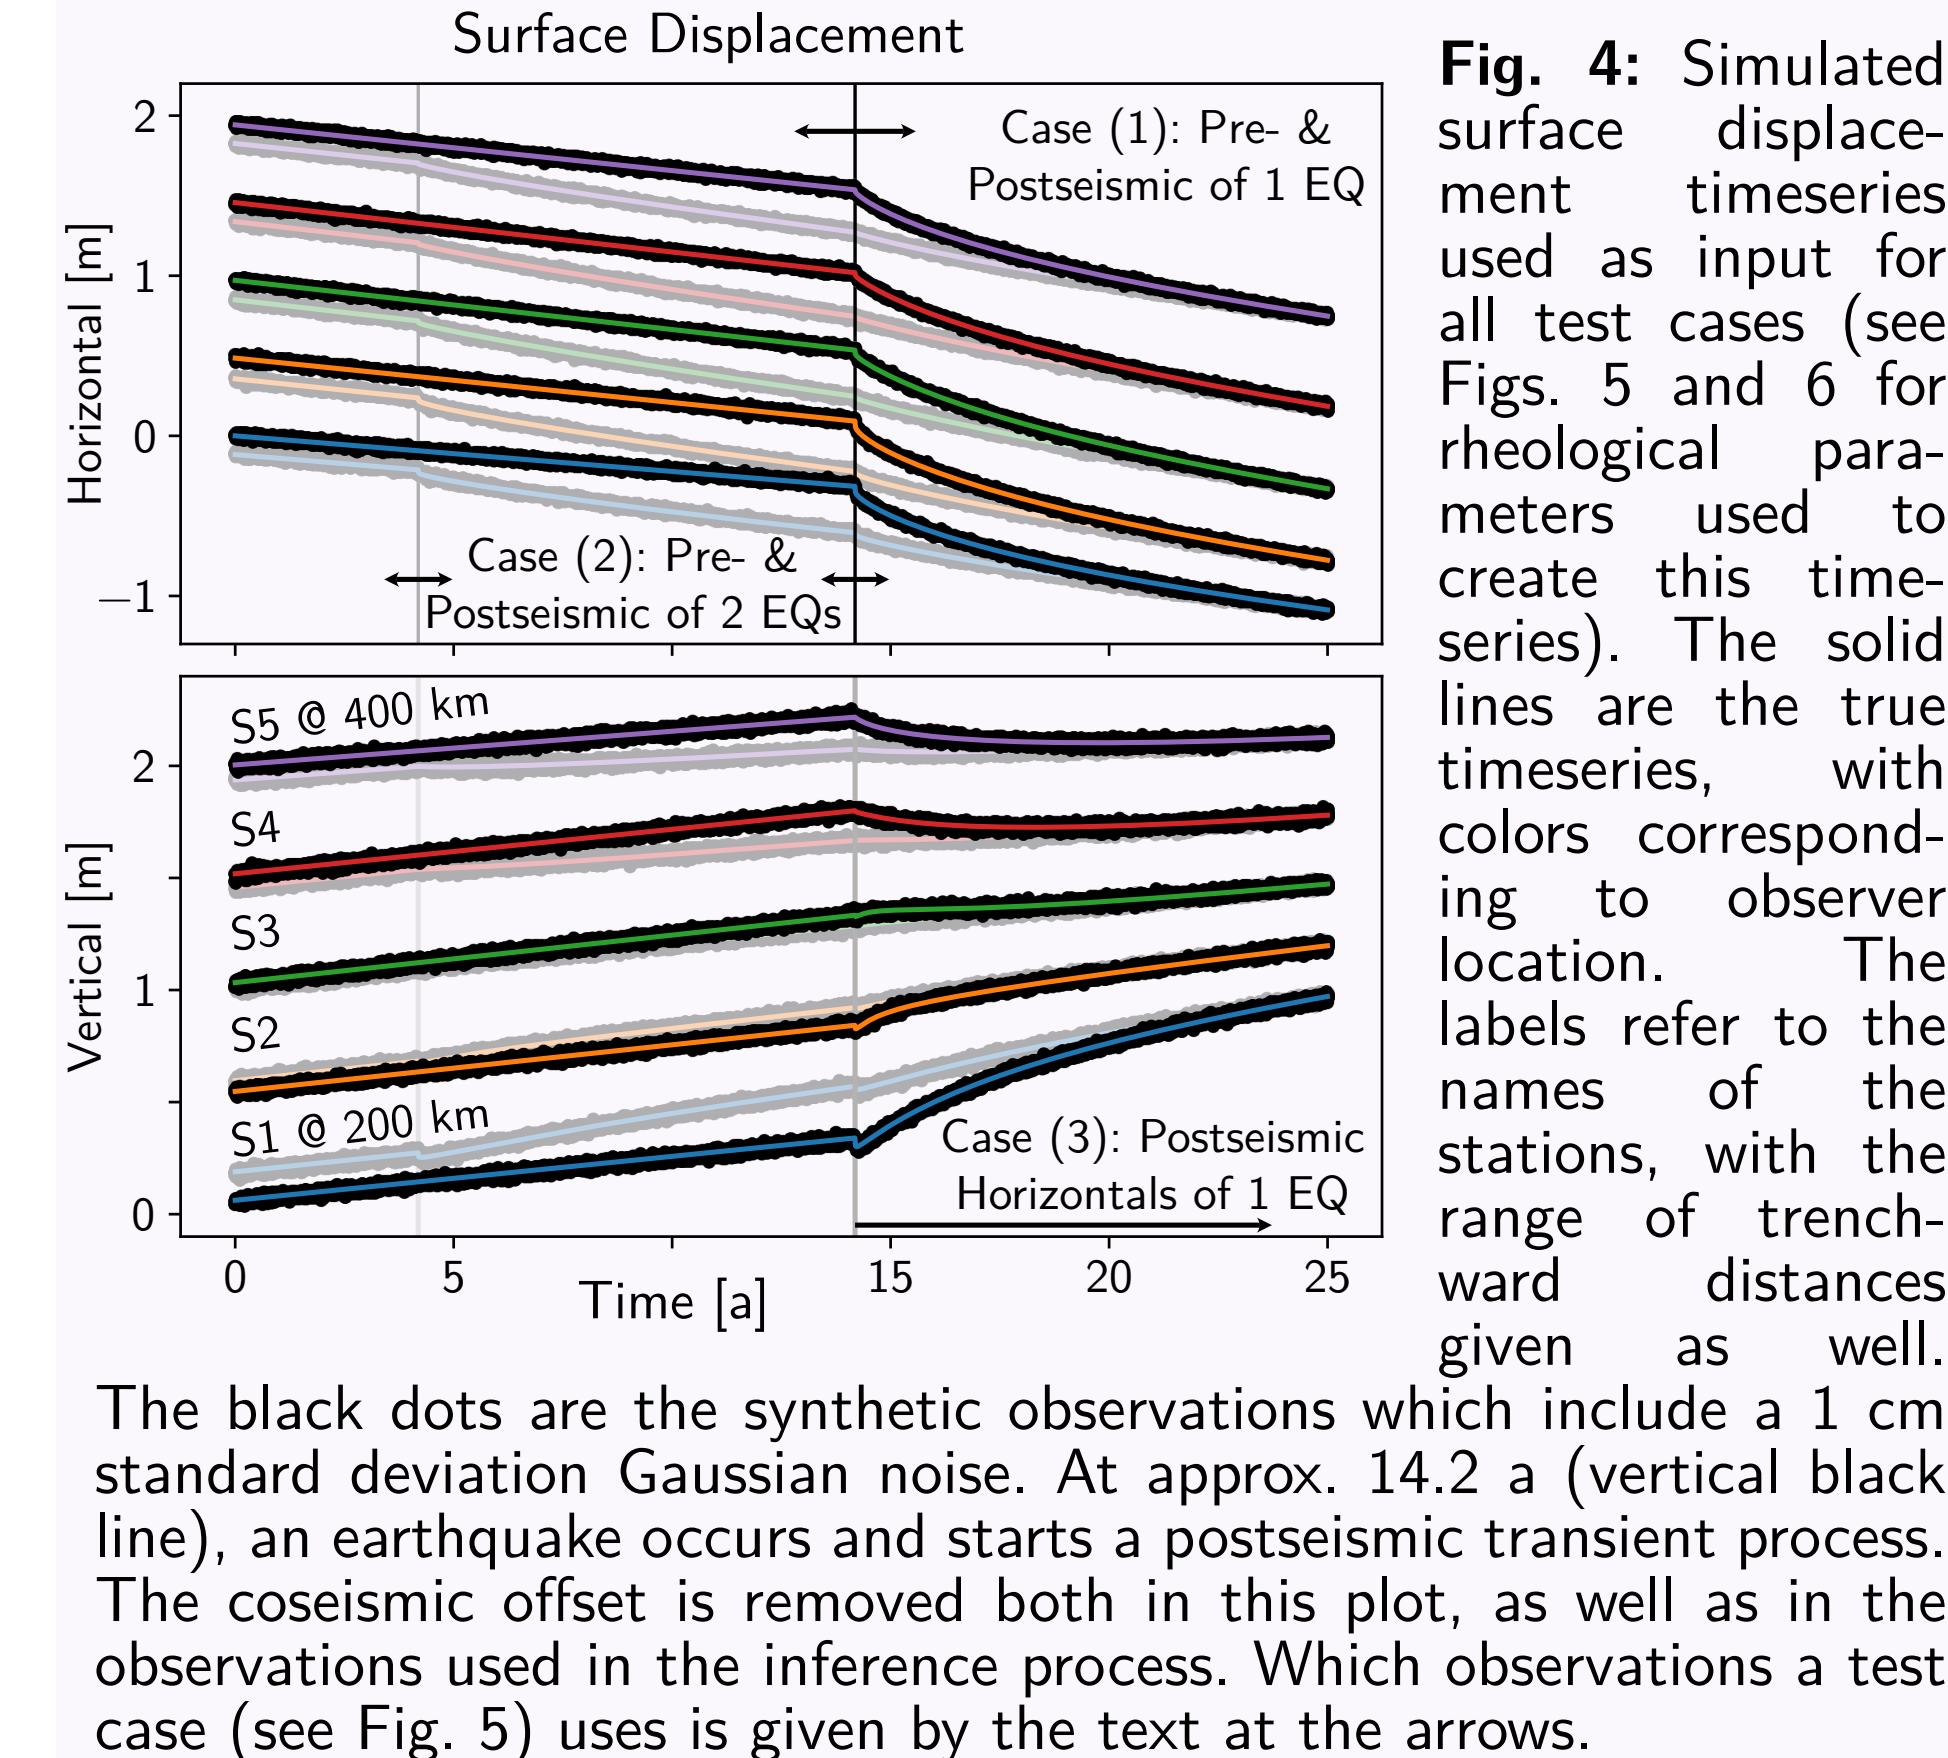 Surface Displacement
2
1
0
−1
Horizontal [m]
Case (1): Pre- &
Postseismic of 1 EQ
Case (2): Pre- &
Postseismic of 2 EQs
2
1
0
Vertical [m]
S5 @ 400 km
S4
S3
S2
S1 @ 200 km
Case (3): Postseismic
Horizontals of 1 EQ
0 5 15 20 25
Time [a]
Fig. 4: Simulated
surface displace-
ment timeseries
used as input for
all test cases (see
Figs. 5 and 6 for
rheological para-
meters used to
create this time-
series). The solid
lines are the true
timeseries, with
colors correspond-
ing to observer
location. The
labels refer to the
names of the
stations, with the
range of trench-
ward distances
given as well.
The black dots are the synthetic observations which include a 1 cm
standard deviation Gaussian noise. At approx. 14.2 a (vertical black
line), an earthquake occurs and starts a postseismic transient process.
The coseismic offset is removed both in this plot, as well as in the
observations used in the inference process. Which observations a test
case (see Fig. 5) uses is given by the text at the arrows.